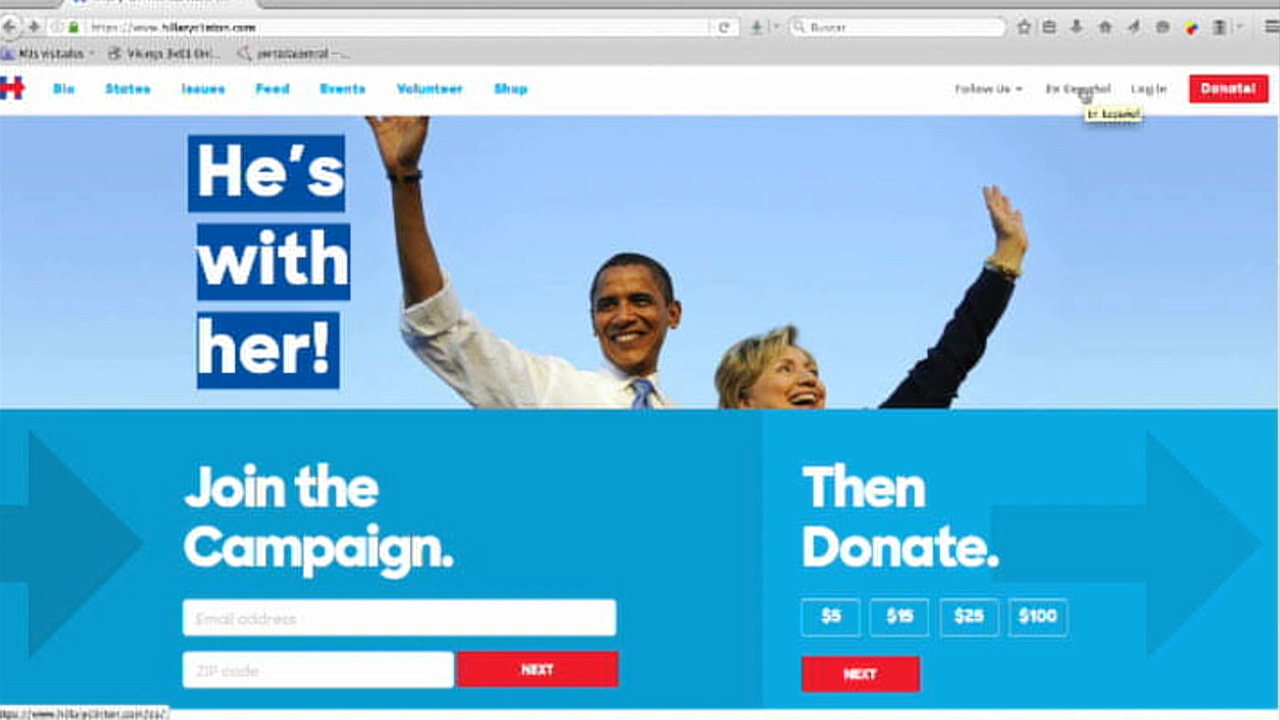 https://www.hillaryclinton.com
Buscar
Más visitados
Bio States Issues Feed Events Volunteer Shop
Follow Us En Español Log In Donate!
En Español
He's
with
her!
Join the
Campaign.
Then
Donate.
Email address
$5 $15 $25 $100
ZIP code NEXT
NEXT